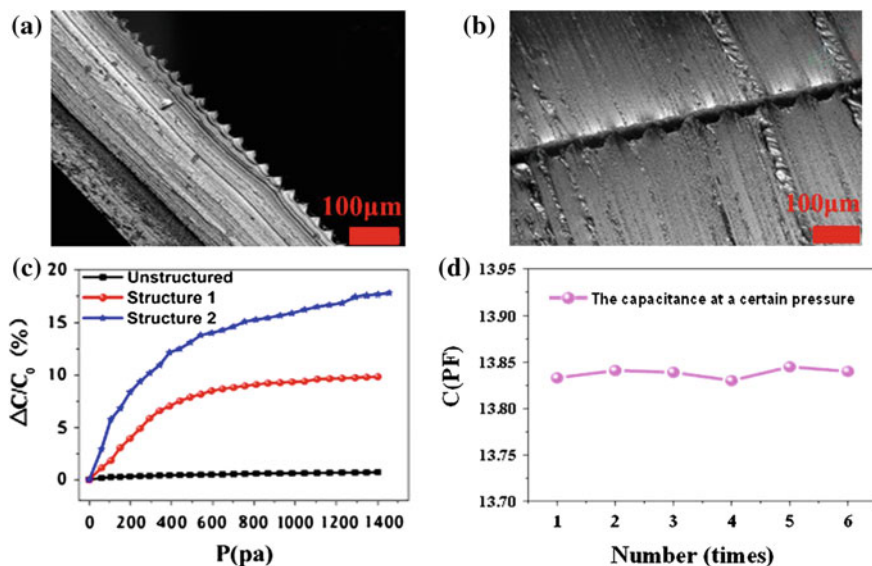 (a)
100μm
(b)
100μm
(c)
20
15
10
5
0
ΔC/C₀ (%)
Unstructured
Structure 1
Structure 2
0 200 400 600 800 1000 1200 1400
P(pa)
(d)
13.95
13.90
13.85
13.80
13.75
13.70
C(PF)
The capacitance at a certain pressure
1 2 3 4 5 6
Number (times)